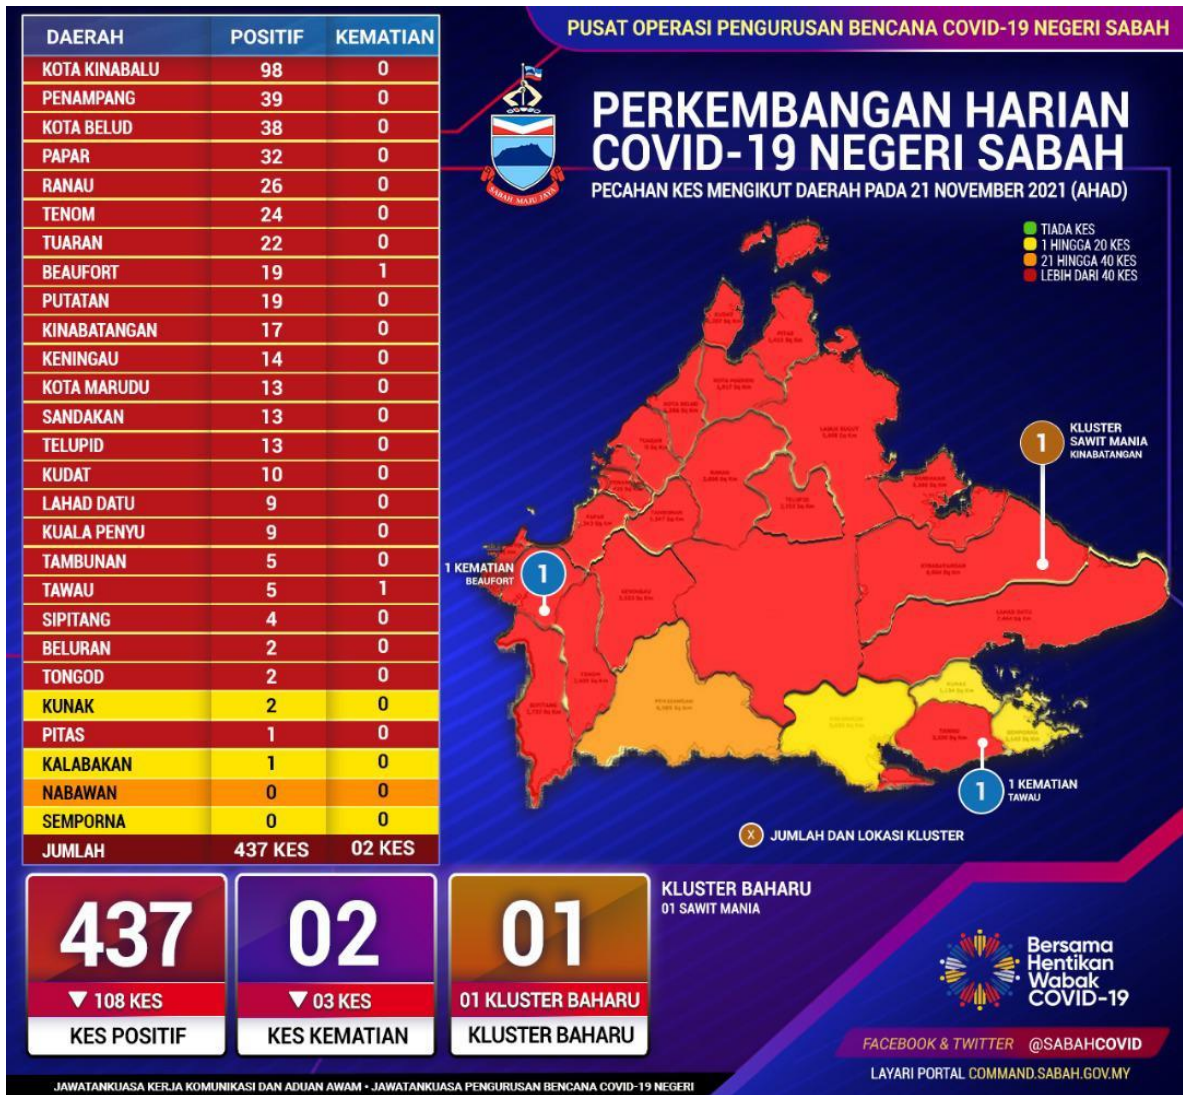 DAERAH POSITIF KEMATIAN
KOTA KINABALU 98 0
PENAMPANG 39 0
KOTA BELUD 38 0
PAPAR 32 0
RANAU 26 0
TENOM 24 0
TUARAN 22 0
BEAUFORT 19 1
PUTATAN 19 0
KINABATANGAN 17 0
KENINGAU 14 0
KOTA MARUDU 13 0
SANDAKAN 13 0
TELUPID 13 0
KUDAT 10 0
LAHAD DATU 9 0
KUALA PENYU 9 0
TAMBUNAN 5 0
TAWAU 5 1
SIPITANG 4 0
BELURAN 2 0
TONGOD 2 0
KUNAK 2 0
PITAS 1 0
KALABAKAN 1 0
NABAWAN 0 0
SEMPORNA 0 0
JUMLAH 437 KES 02 KES
PUSAT OPERASI PENGURUSAN BENCANA COVID-19 NEGERI SABAH
SABAH MAJU JAYA
PERKEMBANGAN HARIAN
COVID-19 NEGERI SABAH
PECAHAN KES MENGIKUT DAERAH PADA 21 NOVEMBER 2021 (AHAD)
TIADA KES
1 HINGGA 20 KES
21 HINGGA 40 KES
LEBIH DARI 40 KES
1
KLUSTER
SAWIT MANIA
KINABATANGAN
1 KEMATIAN
BEAUFORT
1
1
1 KEMATIAN
TAWAU
X JUMLAH DAN LOKASI KLUSTER
437
▼ 108 KES
KES POSITIF
02
▼ 03 KES
KES KEMATIAN
01
01 KLUSTER BAHARU
KLUSTER BAHARU
KLUSTER BAHARU
01 SAWIT MANIA
Bersama
Hentikan
Wabak
COVID-19
FACEBOOK & TWITTER @SABAHCOVID
LAYARI PORTAL COMMAND.SABAH.GOV.MY
JAWATANKUASA KERJA KOMUNIKASI DAN ADUAN AWAM • JAWATANKUASA PENGURUSAN BENCANA COVID-19 NEGERI